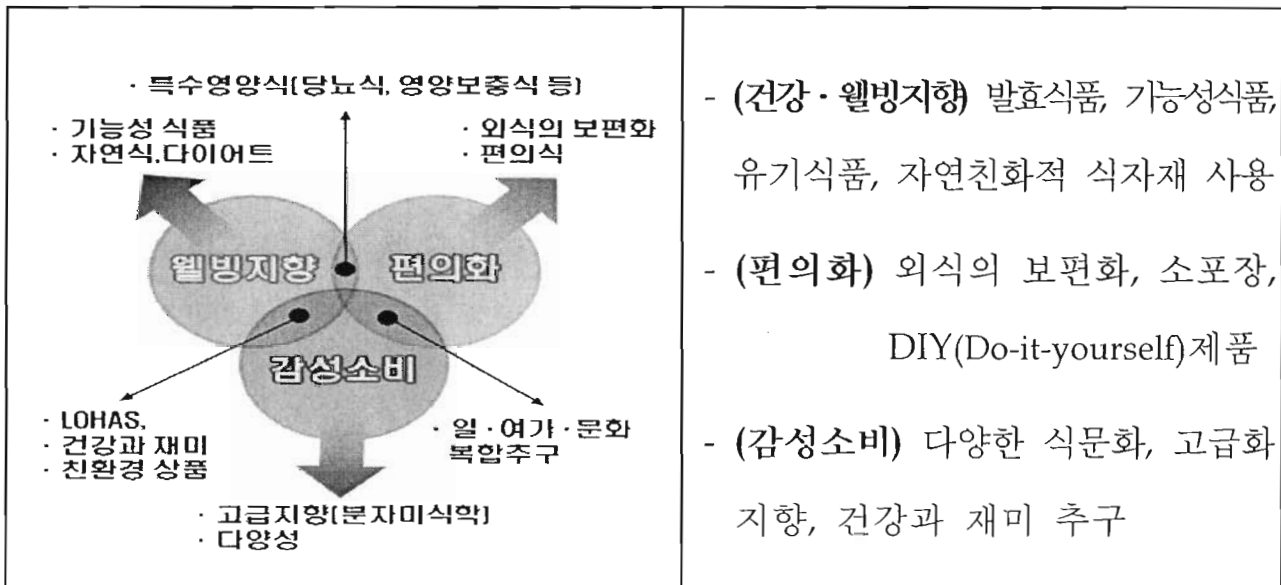 · 특수영양식(당뇨식, 영양보충식 등)
· 기능성 식품
· 자연식.다이어트
· 외식의 보편화
· 편의식
웰빙지향
편의화
감성소비
· LOHAS,
· 건강과 재미
· 친환경 상품
· 일·여가·문화
복합추구
· 고급지향(분자미식학)
· 다양성
- (건강·웰빙지향) 발효식품, 기능성식품,
유기식품, 자연친화적 식자재 사용
- (편의화) 외식의 보편화, 소포장,
DIY(Do-it-yourself)제품
- (감성소비) 다양한 식문화, 고급화
지향, 건강과 재미 추구